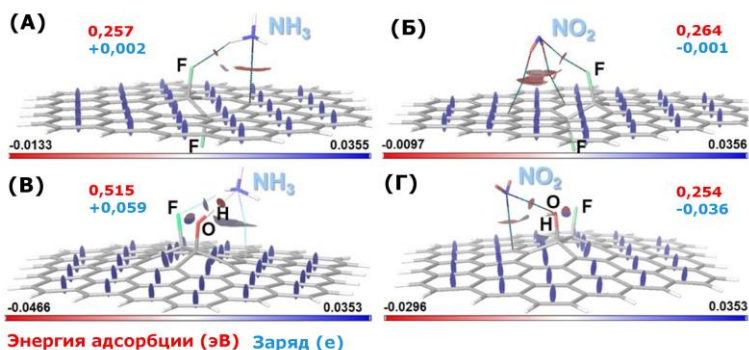 (А)
0,257
+0,002
NH₃
F
F
-0.0133
0.0355
(Б)
0,264
-0,001
NO₂
F
F
-0.0097
0.0356
(В)
0,515
+0,059
NH₃
F
H
O
-0.0466
0.0353
(Г)
0,254
-0,036
NO₂
O
F
H
-0.0296
0.0353
Энергия адсорбции (эВ) Заряд (е)